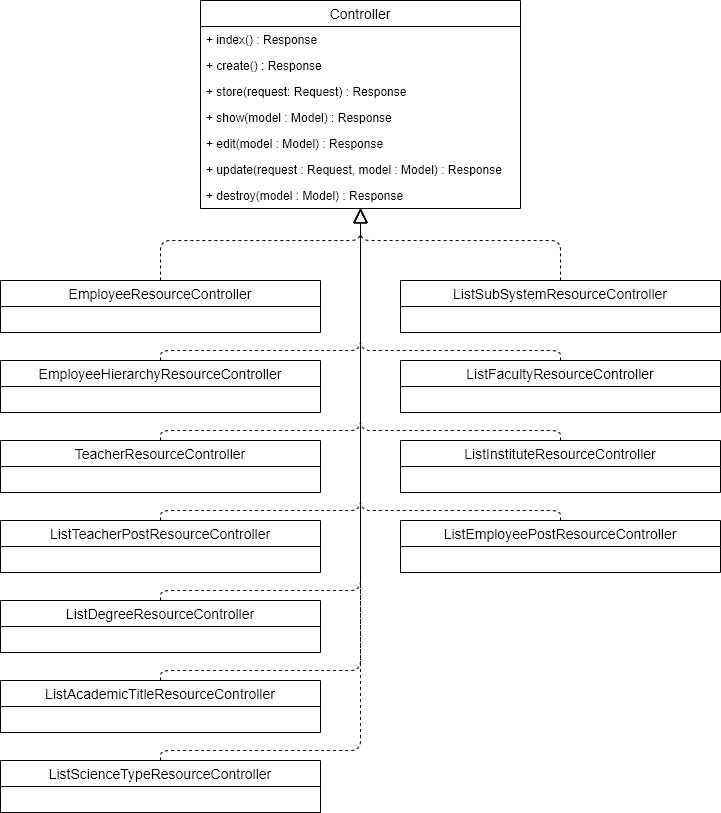 Controller
+ index() : Response
+ create() : Response
+ store(request: Request) : Response
+ show(model : Model) : Response
+ edit(model : Model) : Response
+ update(request : Request, model : Model) : Response
+ destroy(model : Model) : Response
EmployeeResourceController
ListSubSystemResourceController
EmployeeHierarchyResourceController
ListFacultyResourceController
TeacherResourceController
ListInstituteResourceController
ListTeacherPostResourceController
ListEmployeePostResourceController
ListDegreeResourceController
ListAcademicTitleResourceController
ListScienceTypeResourceController